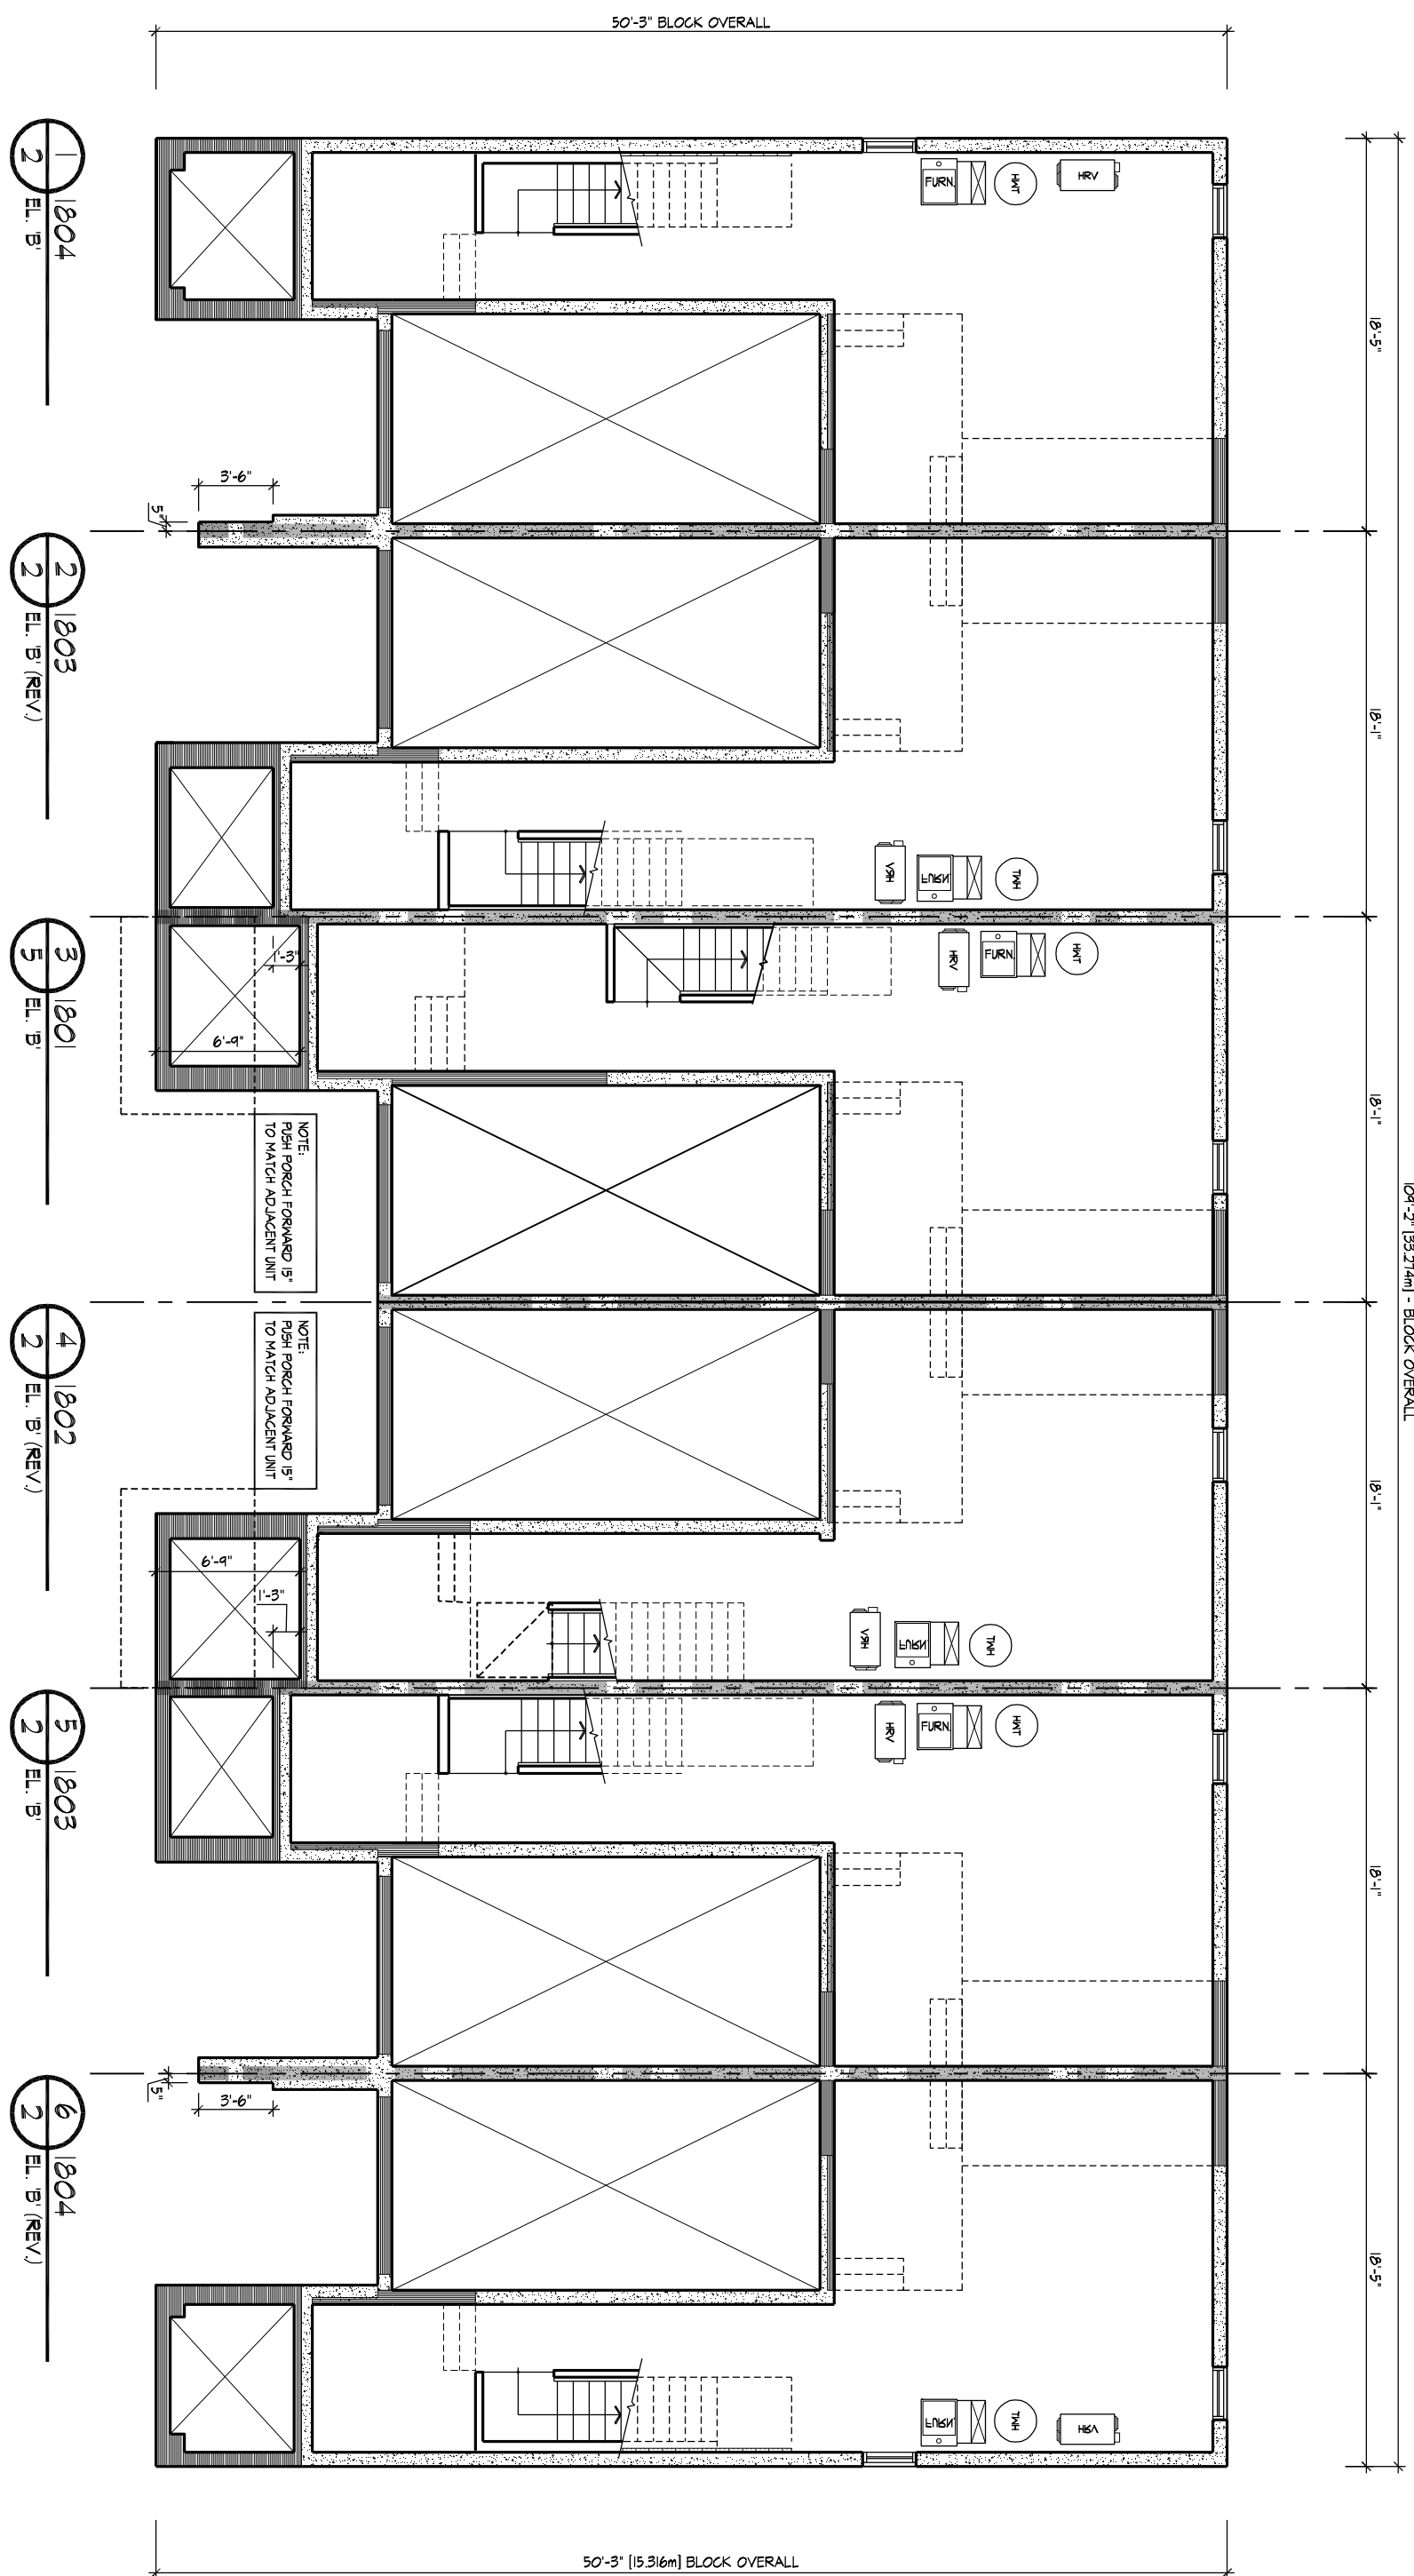 50'-3" BLOCK OVERALL
1
2
1804
EL. 'B'
FURN.
HWT
HRV
18'-5"
3'-6"
5"
2
2
1803
EL. 'B' (REV.)
HRV
FURN.
HWT
18'-1"
3
5
1801
EL. 'B'
1'-3"
6'-9"
HRV
FURN.
HWT
18'-1"
NOTE:
PUSH PORCH FORWARD 15"
TO MATCH ADJACENT UNIT
109'-2" [33.274m] - BLOCK OVERALL
4
2
1802
EL. 'B' (REV.)
NOTE:
PUSH PORCH FORWARD 15"
TO MATCH ADJACENT UNIT
18'-1"
6'-9"
1'-3"
HRV
FURN.
HWT
5
2
1803
EL. 'B'
HRV
FURN.
HWT
18'-1"
5"
3'-6"
6
2
1804
EL. 'B' (REV.)
18'-5"
FURN.
HWT
HRV
50'-3" [15.316m] BLOCK OVERALL